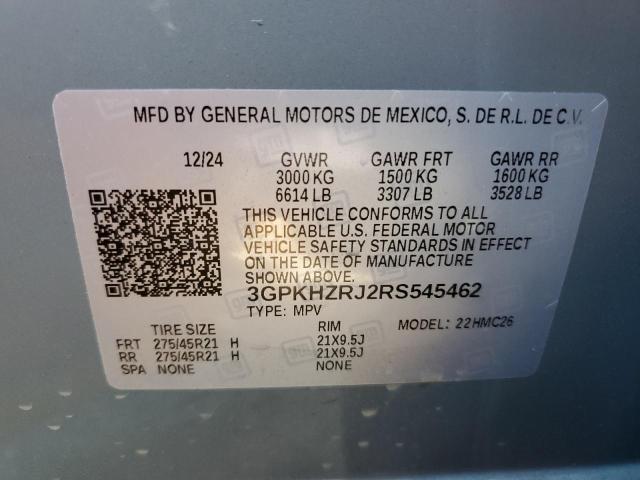 MFD BY GENERAL MOTORS DE MEXICO, S. DE R.L. DE C.V.
12/24 GVWR GAWR FRT GAWR RR
3000 KG 1500 KG 1600 KG
6614 LB 3307 LB 3528 LB
THIS VEHICLE CONFORMS TO ALL
APPLICABLE U.S. FEDERAL MOTOR
VEHICLE SAFETY STANDARDS IN EFFECT
ON THE DATE OF MANUFACTURE
SHOWN ABOVE.
3GPKHZRJ2RS545462
TYPE: MPV MODEL: 22HMC26
TIRE SIZE RIM
FRT 275/45R21 H 21X9.5J
RR 275/45R21 H 21X9.5J
SPA NONE NONE